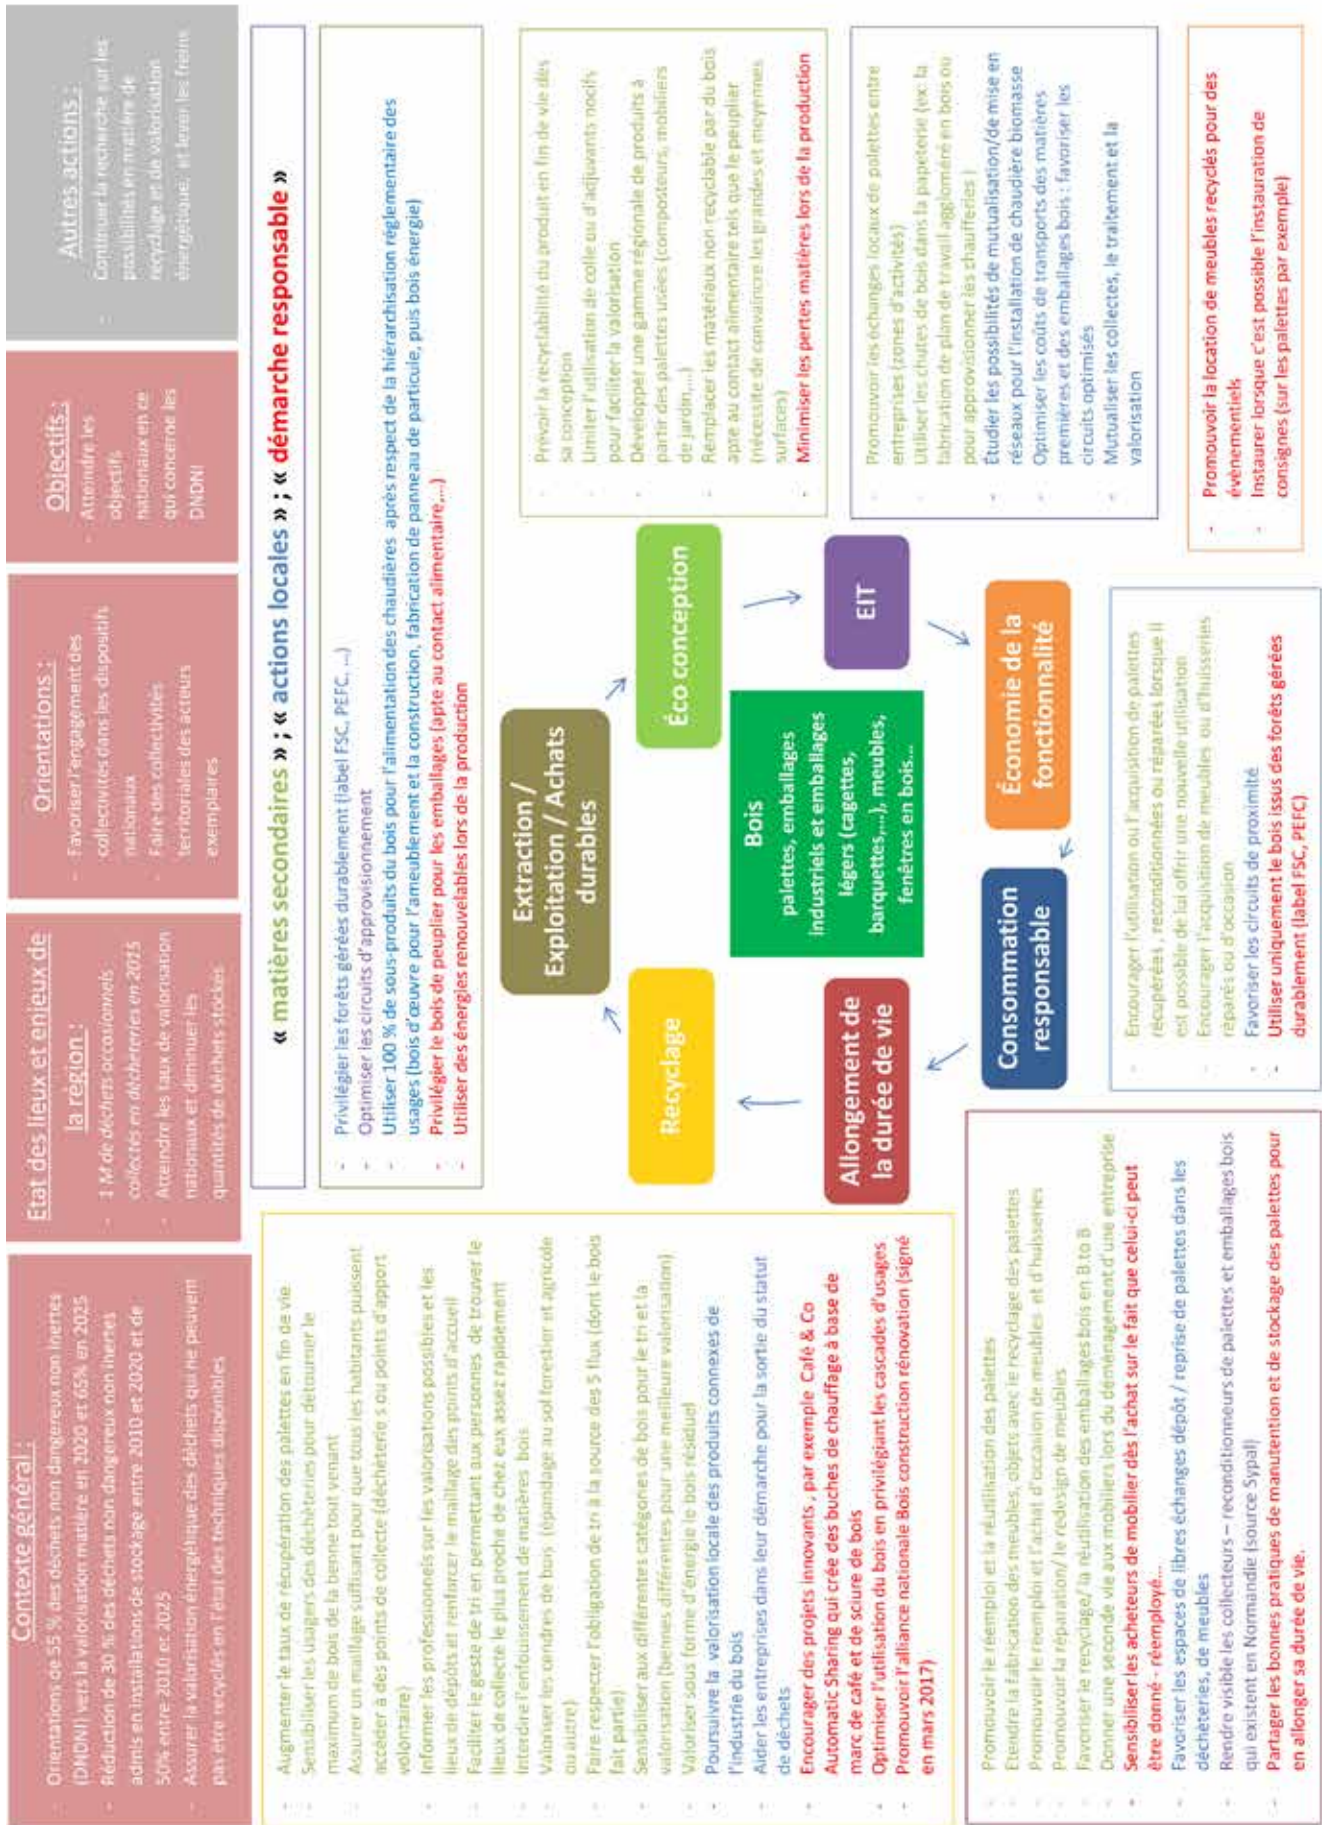 Contexte général :
- Orientations de 55 % des déchets non dangereux non inertes
(DNDNI) vers la valorisation matière en 2020 et 65% en 2025
- Réduction de 30 % des déchets non dangereux non inertes
admis en installations de stockage entre 2010 et 2020 et de
50% entre 2010 et 2025
- Assurer la valorisation énergétique des déchets qui ne peuvent
pas être recyclés en l'état des techniques disponibles
Etat des lieux et enjeux de
la région :
- 1 M de déchets occasionnels
collectés en déchèteries en 2015
- Atteindre les taux de valorisation
nationaux et diminuer les
quantités de déchets stockés
Orientations :
- Favoriser l'engagement des
collectivités dans les dispositifs
nationaux
- Faire des collectivités
territoriales des acteurs
exemplaires
Objectifs :
- Atteindre les
objectifs
nationaux en ce
qui concerne les
DNDNI
Autres actions :
- Continuer la recherche sur les
possibilités en matière de
recyclage et de valorisation
énergétique, et lever les freins
« matières secondaires » ; « actions locales » ; « démarche responsable »
- Privilégier les forêts gérées durablement (label FSC, PEFC, ...)
- Optimiser les circuits d'approvisionnement
- Utiliser 100 % de sous-produits du bois pour l'alimentation des chaudières après respect de la hiérarchisation réglementaire des
usages (bois d'œuvre pour l'ameublement et la construction, fabrication de panneau de particule, puis bois énergie)
- Privilégier le bois de peuplier pour les emballages (apte au contact alimentaire,...)
- Utiliser des énergies renouvelables lors de la production
- Augmenter le taux de récupération des palettes en fin de vie
- Sensibiliser les usagers des déchèteries pour détourner le
maximum de bois de la benne tout venant
- Assurer un maillage suffisant pour que tous les habitants puissent
accéder à des points de collecte (déchèteries ou points d'apport
volontaire)
- Informer les professionnels sur les valorisations possibles et les
lieux de dépôts et renforcer le maillage des points d'accueil
- Faciliter le geste de tri en permettant aux personnes de trouver le
lieux de collecte le plus proche de chez eux assez rapidement
- Interdire l'enfouissement de matières bois
- Valoriser les cendres de bois (épandage au sol forestier et agricole
ou autre)
- Faire respecter l'obligation de tri à la source des 5 flux (dont le bois
fait partie)
- Sensibiliser aux différentes catégories de bois pour le tri et la
valorisation (bennes différentes pour une meilleure valorisation)
- Valoriser sous forme d'énergie le bois résiduel
- Poursuivre la valorisation locale des produits connexes de
l'industrie du bois
- Aider les entreprises dans leur démarche pour la sortie du statut
de déchets
- Encourager des projets innovants, par exemple Café & Co
Automatic Sharing qui crée des buches de chauffage à base de
marc de café et de sciure de bois
- Optimiser l'utilisation du bois en privilégiant les cascades d'usages
- Promouvoir l'alliance nationale Bois construction rénovation (signé
en mars 2017)
Extraction /
Exploitation / Achats
durables
Éco conception
EIT
Économie de la
fonctionnalité
Consommation
responsable
Allongement de
la durée de vie
Recyclage
Bois
palettes, emballages
Industriels et emballages
légers (cagettes,
barquettes,...), meubles,
fenêtres en bois...
- Prévoir la recyclabilité du produit en fin de vie dès
sa conception
- Limiter l'utilisation de colle ou d'adjuvants nocifs
pour faciliter la valorisation
- Développer une gamme régionale de produits à
partir des palettes usées (composteurs, mobiliers
de jardin,...)
- Remplacer les matériaux non recyclable par du bois
apte au contact alimentaire tels que le peuplier
(nécessite de convaincre les grandes et moyennes
surfaces)
- Minimiser les pertes matières lors de la production
- Promouvoir les échanges locaux de palettes entre
entreprises (zones d'activités)
- Utiliser les chutes de bois dans la papeterie (ex: la
fabrication de plan de travail aggloméré en bois ou
pour approvisionner les chaufferies )
- Étudier les possibilités de mutualisation/de mise en
réseaux pour l'installation de chaudière biomasse
- Optimiser les coûts de transports des matières
premières et des emballages bois : favoriser les
circuits optimisés
- Mutualiser les collectes, le traitement et la
valorisation
- Promouvoir la location de meubles recyclés pour des
évènementiels
- Instaurer lorsque c'est possible l'instauration de
consignes (sur les palettes par exemple)
- Encourager l'utilisation ou l'acquisition de palettes
récupérées, reconditionnées ou réparées lorsque il
est possible de lui offrir une nouvelle utilisation
- Encourager l'acquisition de meubles ou d'huisseries
réparés ou d'occasion
- Favoriser les circuits de proximité
- Utiliser uniquement le bois issus des forêts gérées
durablement (label FSC, PEFC)
- Promouvoir le réemploi et la réutilisation des palettes
- Etendre la fabrication des meubles, objets avec le recyclage des palettes
- Promouvoir le réemploi et l'achat d'occasion de meubles et d'huisseries
- Promouvoir la réparation/ le redesign de meubles
- Favoriser le recyclage/ la réutilisation des emballages bois en B to B
- Donner une seconde vie aux mobiliers lors du déménagement d'une entreprise
- Sensibiliser les acheteurs de mobilier dès l'achat sur le fait que celui-ci peut
être donné - réemployé...
- Favoriser les espaces de libres échanges dépôt / reprise de palettes dans les
déchèteries, de meubles
- Rendre visible les collecteurs – reconditionneurs de palettes et emballages bois
qui existent en Normandie (source Sypal)
- Partager les bonnes pratiques de manutention et de stockage des palettes pour
en allonger sa durée de vie.